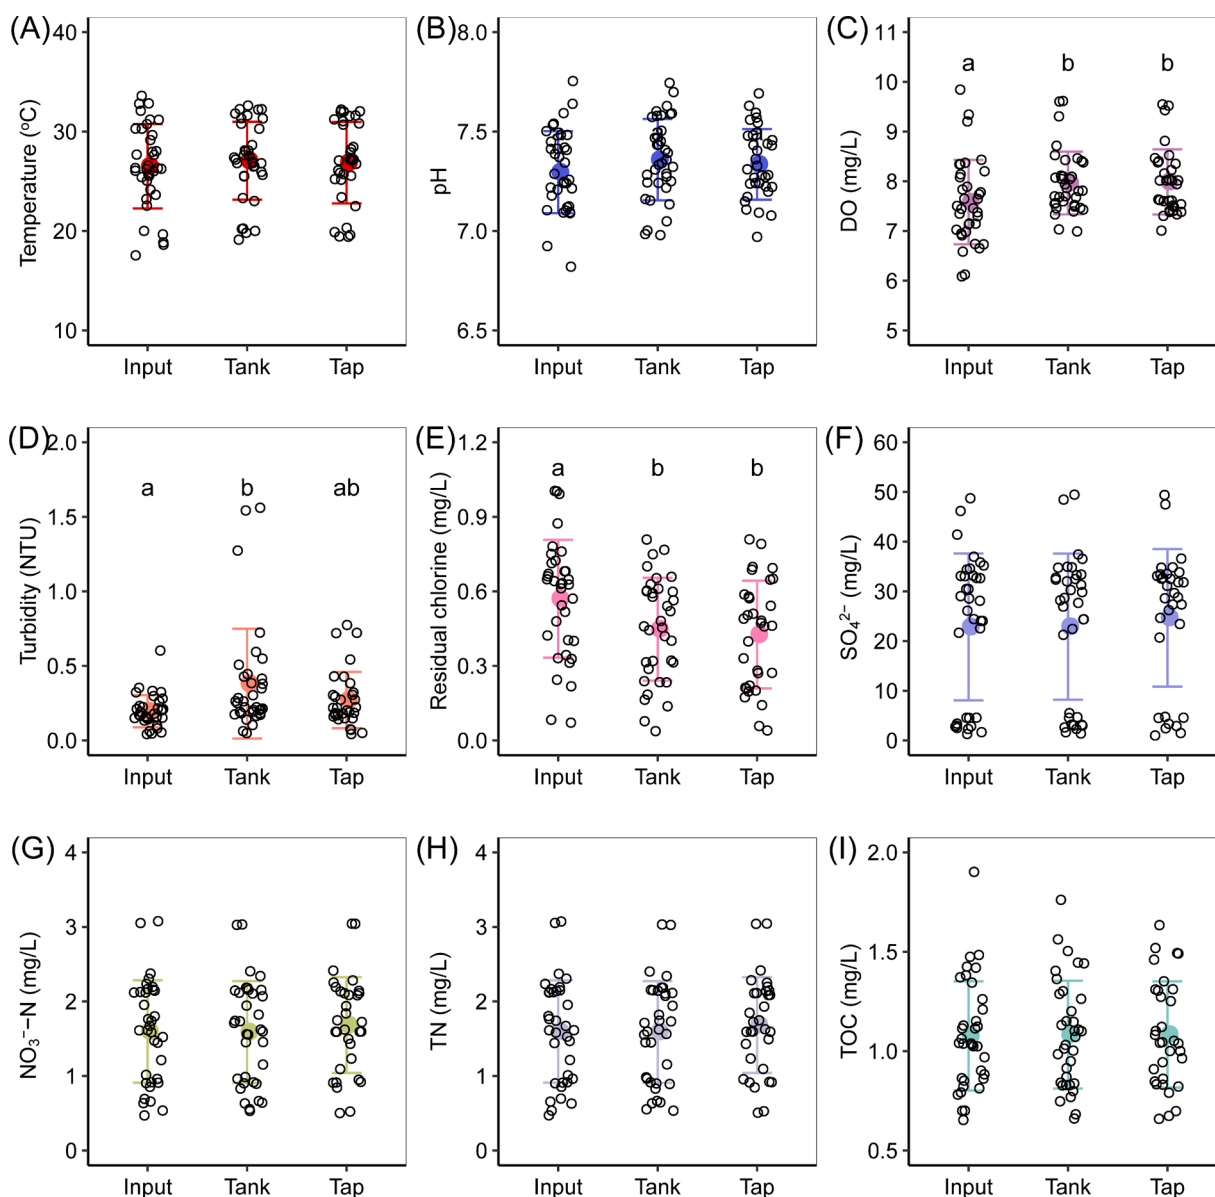 (A)
40
30
20
10
Temperature (°C)
Input Tank Tap
(B)
8.0
7.5
7.0
6.5
pH
Input Tank Tap
(C)
11
10
9
8
7
6
5
DO (mg/L)
a b b
Input Tank Tap
(D)
2.0
1.5
1.0
0.5
0.0
Turbidity (NTU)
a b ab
Input Tank Tap
(E)
1.2
0.9
0.6
0.3
0.0
Residual chlorine (mg/L)
a b b
Input Tank Tap
(F)
60
50
40
30
20
10
0
SO₄²⁻ (mg/L)
Input Tank Tap
(G)
4
3
2
1
0
NO₃⁻−N (mg/L)
Input Tank Tap
(H)
4
3
2
1
0
TN (mg/L)
Input Tank Tap
(I)
2.0
1.5
1.0
0.5
TOC (mg/L)
Input Tank Tap